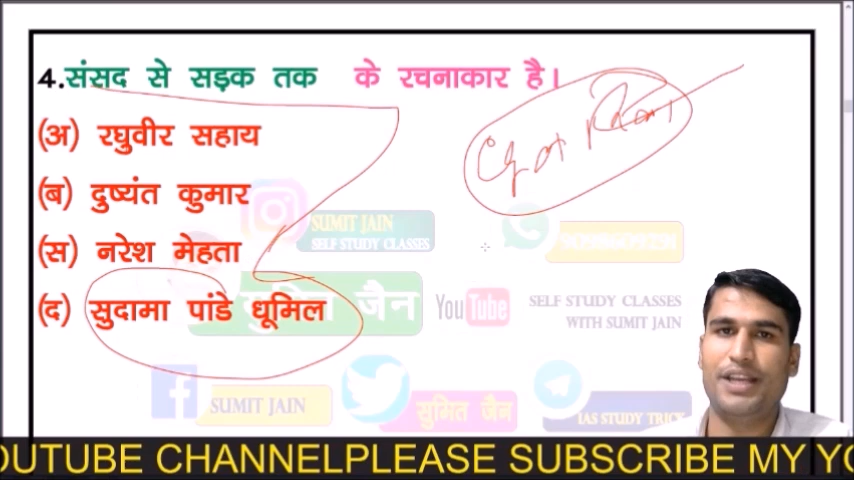 4.संसद से सड़क तक के रचनाकार है।
(अ) रघुवीर सहाय
(ब) दुष्यंत कुमार
(स) नरेश मेहता
(द) सुदामा पांडे धूमिल
SUMIT JAIN
SELF STUDY CLASSES
सुमित जैन
YouTube
SELF STUDY CLASSES
WITH SUMIT JAIN
SUMIT JAIN
सुमित जैन
IAS STUDY TRICK
OUTUBE CHANNELPLEASE SUBSCRIBE MY YO